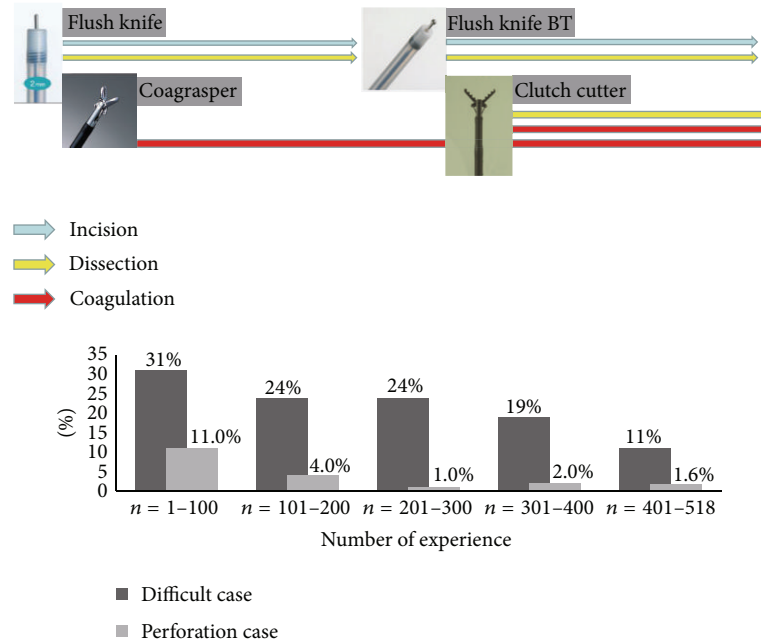 Flush knife
Flush knife BT
2 mm
Coagrasper
Clutch cutter
Incision
Dissection
Coagulation
35
30
25
20
15
10
5
0
(%)
31%
11.0%
24%
4.0%
24%
1.0%
19%
2.0%
11%
1.6%
n = 1–100
n = 101–200
n = 201–300
n = 301–400
n = 401–518
Number of experience
Difficult case
Perforation case